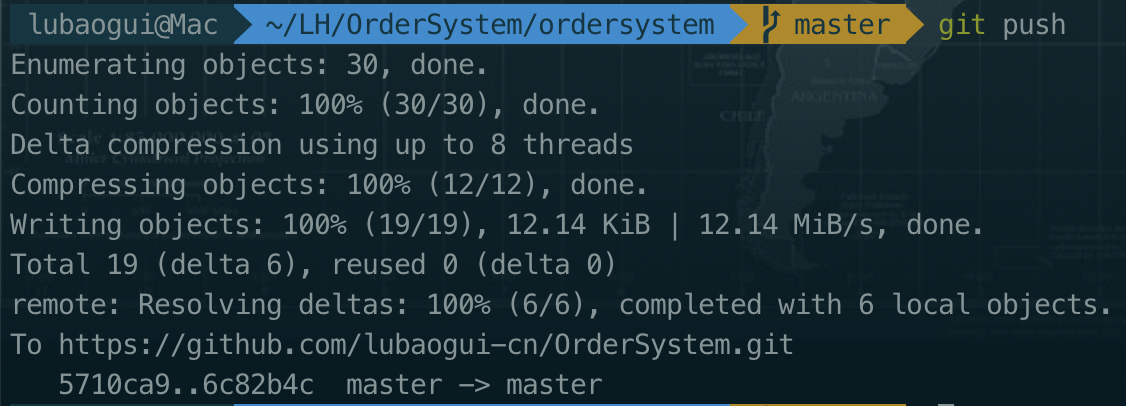 lubaogui@Mac ~/LH/OrderSystem/ordersystem master git push
Enumerating objects: 30, done.
Counting objects: 100% (30/30), done.
Delta compression using up to 8 threads
Compressing objects: 100% (12/12), done.
Writing objects: 100% (19/19), 12.14 KiB | 12.14 MiB/s, done.
Total 19 (delta 6), reused 0 (delta 0)
remote: Resolving deltas: 100% (6/6), completed with 6 local objects.
To https://github.com/lubaogui-cn/OrderSystem.git
   5710ca9..6c82b4c  master -> master
ARGENTINA
CHILE